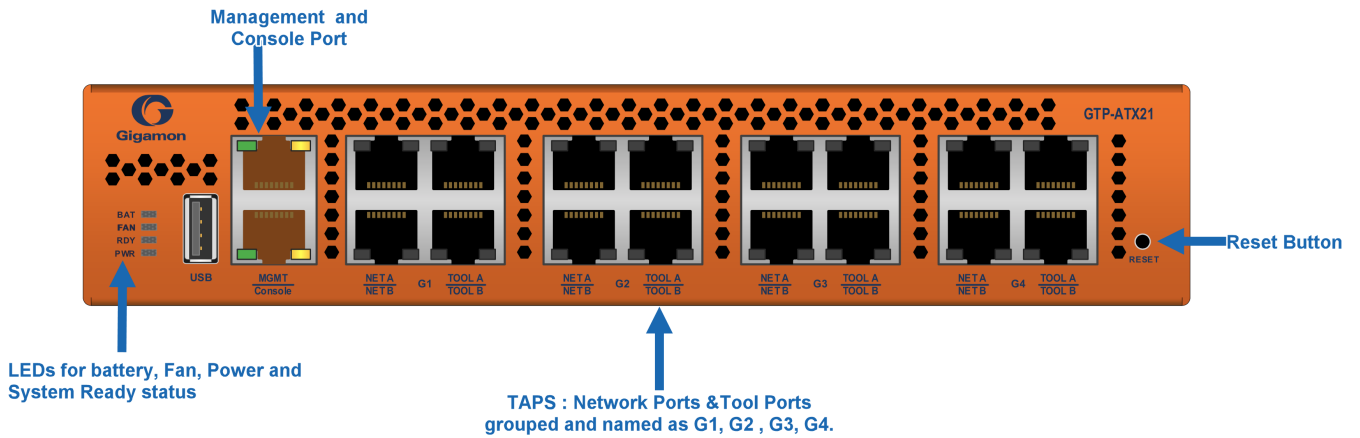 Management and
Console Port
Gigamon
GTP-ATX21
BAT
FAN
RDY
PWR
USB
MGMT
Console
NET A
NET B
G1
TOOL A
TOOL B
NET A
NET B
G2
TOOL A
TOOL B
NET A
NET B
G3
TOOL A
TOOL B
NET A
NET B
G4
TOOL A
TOOL B
RESET
Reset Button
LEDs for battery, Fan, Power and
System Ready status
TAPS : Network Ports &Tool Ports
grouped and named as G1, G2 , G3, G4.